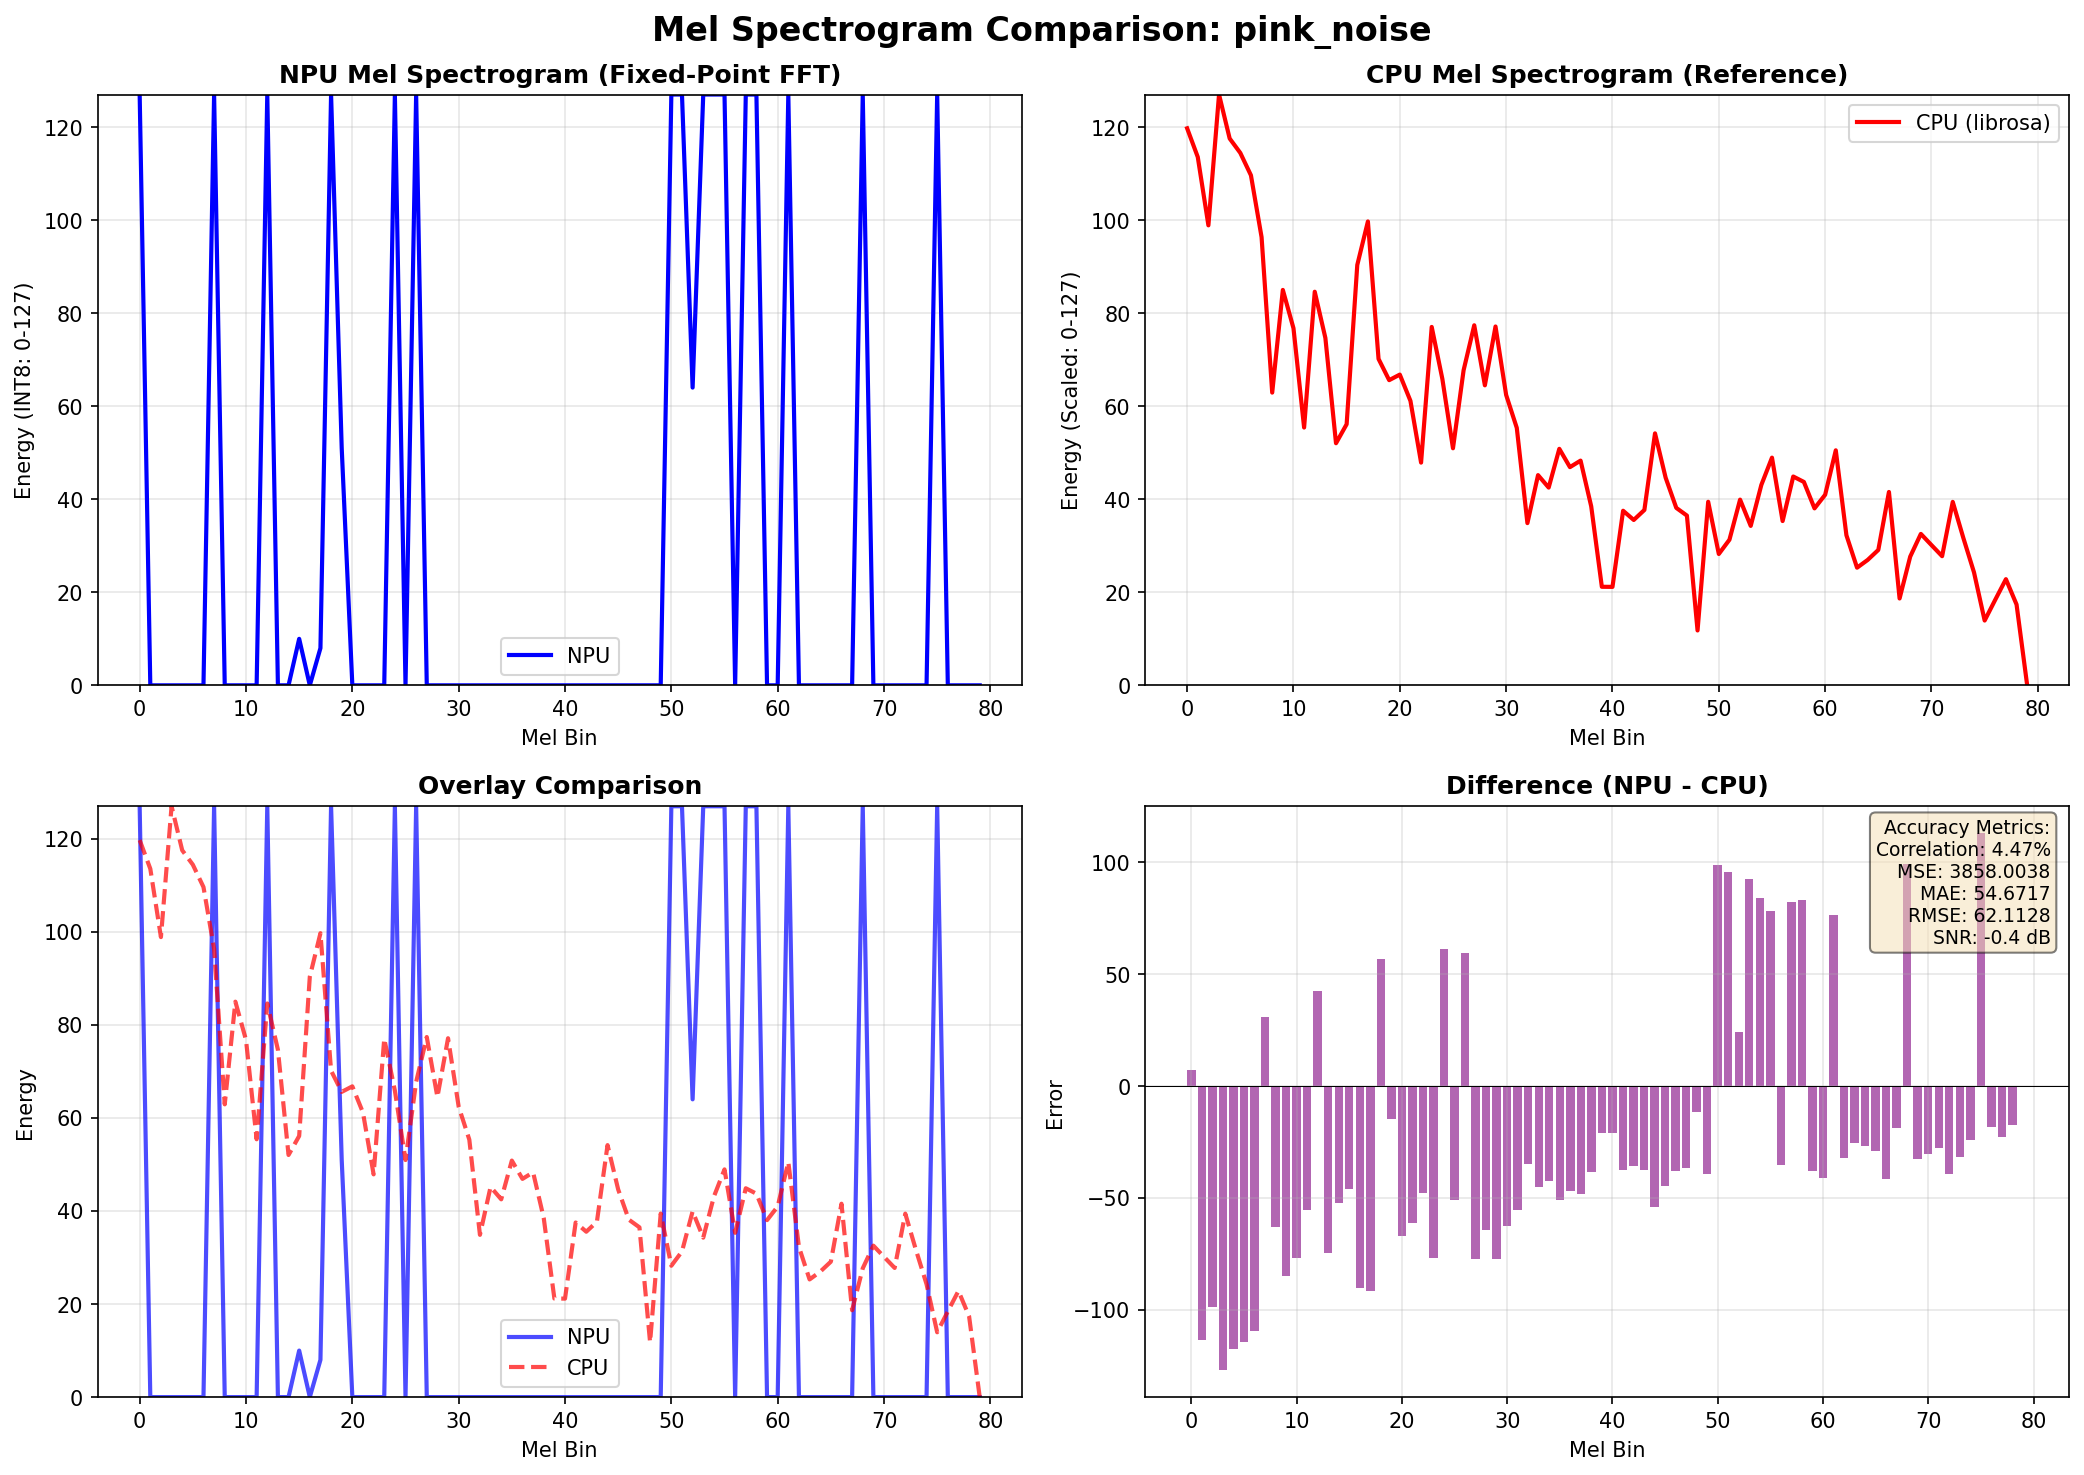 Mel Spectrogram Comparison: pink_noise
NPU Mel Spectrogram (Fixed-Point FFT)
Energy (INT8: 0-127)
120
100
80
60
40
20
0
NPU
0 10 20 30 40 50 60 70 80
Mel Bin
CPU Mel Spectrogram (Reference)
Energy (Scaled: 0-127)
120
100
80
60
40
20
0
CPU (librosa)
0 10 20 30 40 50 60 70 80
Mel Bin
Overlay Comparison
Energy
120
100
80
60
40
20
0
NPU
CPU
0 10 20 30 40 50 60 70 80
Mel Bin
Difference (NPU - CPU)
Error
100
50
0
−50
−100
Accuracy Metrics:
Correlation: 4.47%
MSE: 3858.0038
MAE: 54.6717
RMSE: 62.1128
SNR: -0.4 dB
0 10 20 30 40 50 60 70 80
Mel Bin